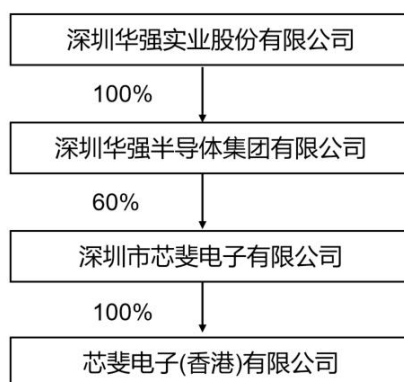 深圳华强实业股份有限公司
100%
深圳华强半导体集团有限公司
60%
深圳市芯斐电子有限公司
100%
芯斐电子(香港)有限公司